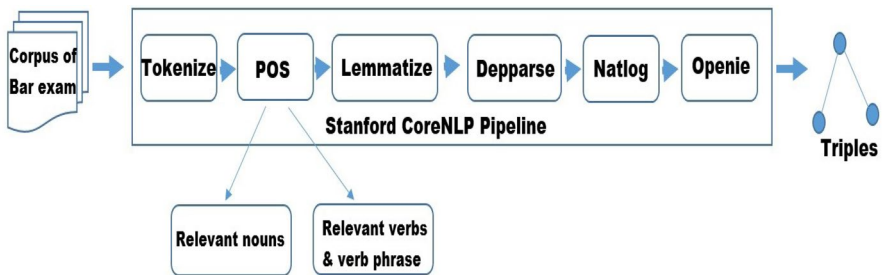 Corpus of
Bar exam
Tokenize
POS
Lemmatize
Depparse
Natlog
Openie
Stanford CoreNLP Pipeline
Triples
Relevant nouns
Relevant verbs
& verb phrase